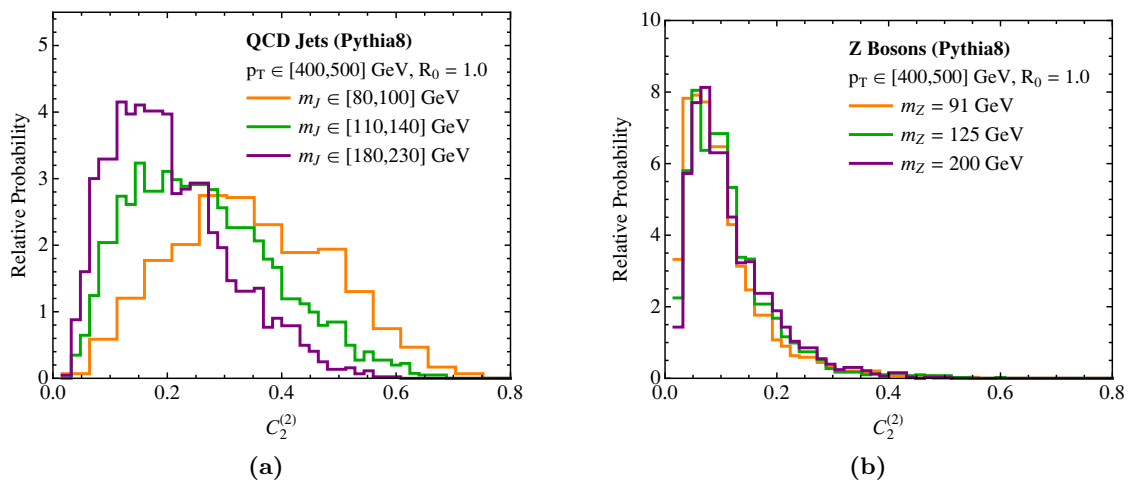 QCD Jets (Pythia8)
p_T ∈ [400,500] GeV, R_0 = 1.0
m_J ∈ [80,100] GeV
m_J ∈ [110,140] GeV
m_J ∈ [180,230] GeV
Relative Probability
5
4
3
2
1
0
0.0 0.2 0.4 0.6 0.8
C_2^{(2)}
(a)
Z Bosons (Pythia8)
p_T ∈ [400,500] GeV, R_0 = 1.0
m_Z = 91 GeV
m_Z = 125 GeV
m_Z = 200 GeV
Relative Probability
10
8
6
4
2
0
0.0 0.2 0.4 0.6 0.8
C_2^{(2)}
(b)